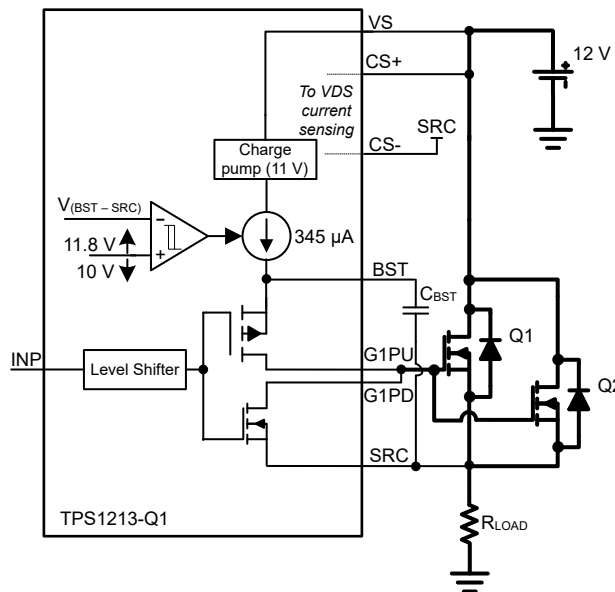 VS
CS+
12 V
To VDS
current
sensing
SRC
CS-
Charge
pump (11 V)
V(BST – SRC)
11.8 V
10 V
345 µA
BST
CBST
Q1
Q2
INP
Level Shifter
G1PU
G1PD
SRC
RLOAD
TPS1213-Q1